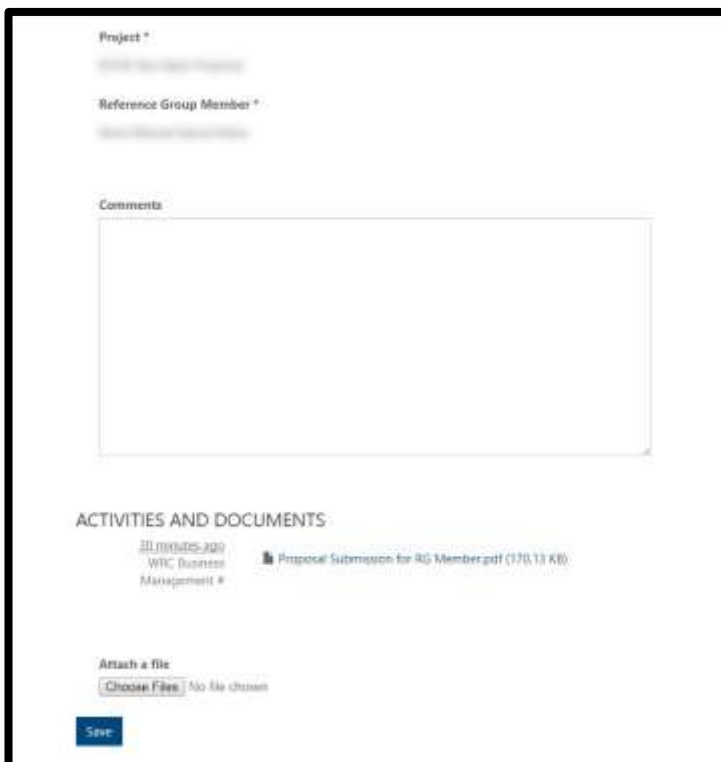 Project *
Reference Group Member *
Comments
ACTIVITIES AND DOCUMENTS
30 minutes ago
WRC Business
Management #
Proposal Submission for RG Member.pdf (170.13 KB)
Attach a file
Choose Files No file chosen
Save